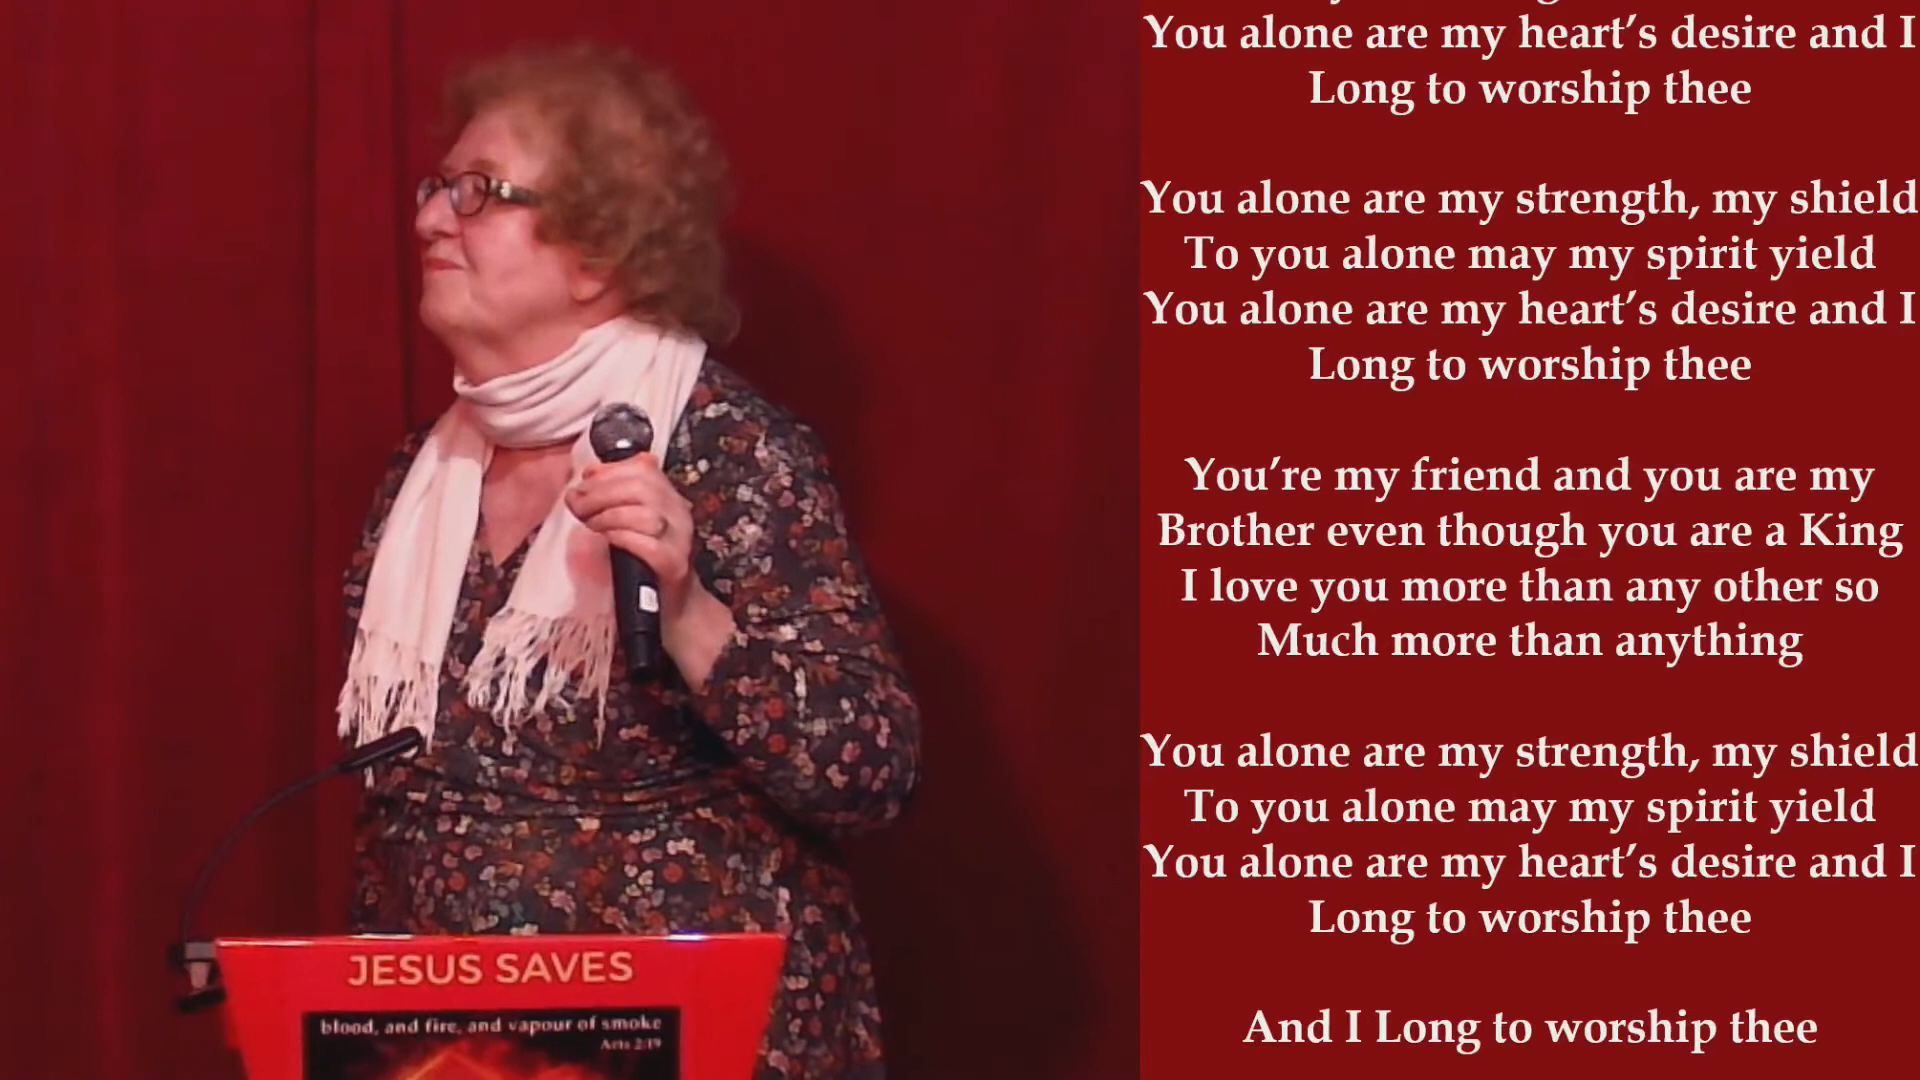 You alone are my heart's desire and I
Long to worship thee
You alone are my strength, my shield
To you alone may my spirit yield
You alone are my heart's desire and I
Long to worship thee
You're my friend and you are my
Brother even though you are a King
I love you more than any other so
Much more than anything
You alone are my strength, my shield
To you alone may my spirit yield
You alone are my heart's desire and I
Long to worship thee
And I Long to worship thee
JESUS SAVES
blood, and fire, and vapour of smoke
Acts 2:19